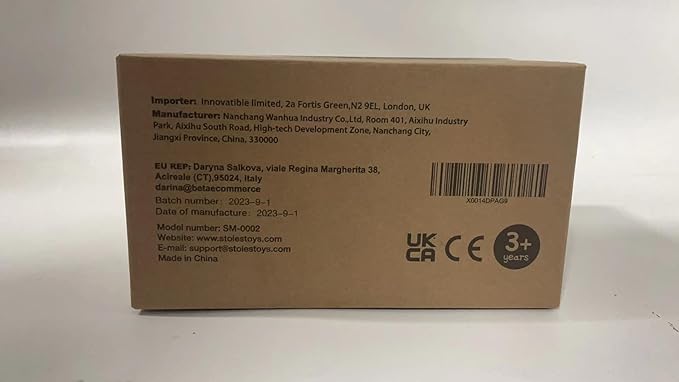 Importer: Innovatible limited, 2a Fortis Green,N2 9EL, London, UK
Manufacturer: Nanchang Wanhua Industry Co.,Ltd, Room 401, Aixihu Industry
Park, Aixihu South Road, High-tech Development Zone, Nanchang City,
Jiangxi Province, China, 330000
EU REP: Daryna Salkova, viale Regina Margherita 38,
Acireale (CT).95024, Italy
darina@betaecommerce
Batch number: 2023-9-1
Date of manufacture: 2023-9-1
Model number: SM-0002
Website: www.stoiestoys.com
E-mail: support@stoiestoys.com
Made in China
X0014DPAG9
UK
CA
CE
3+
years